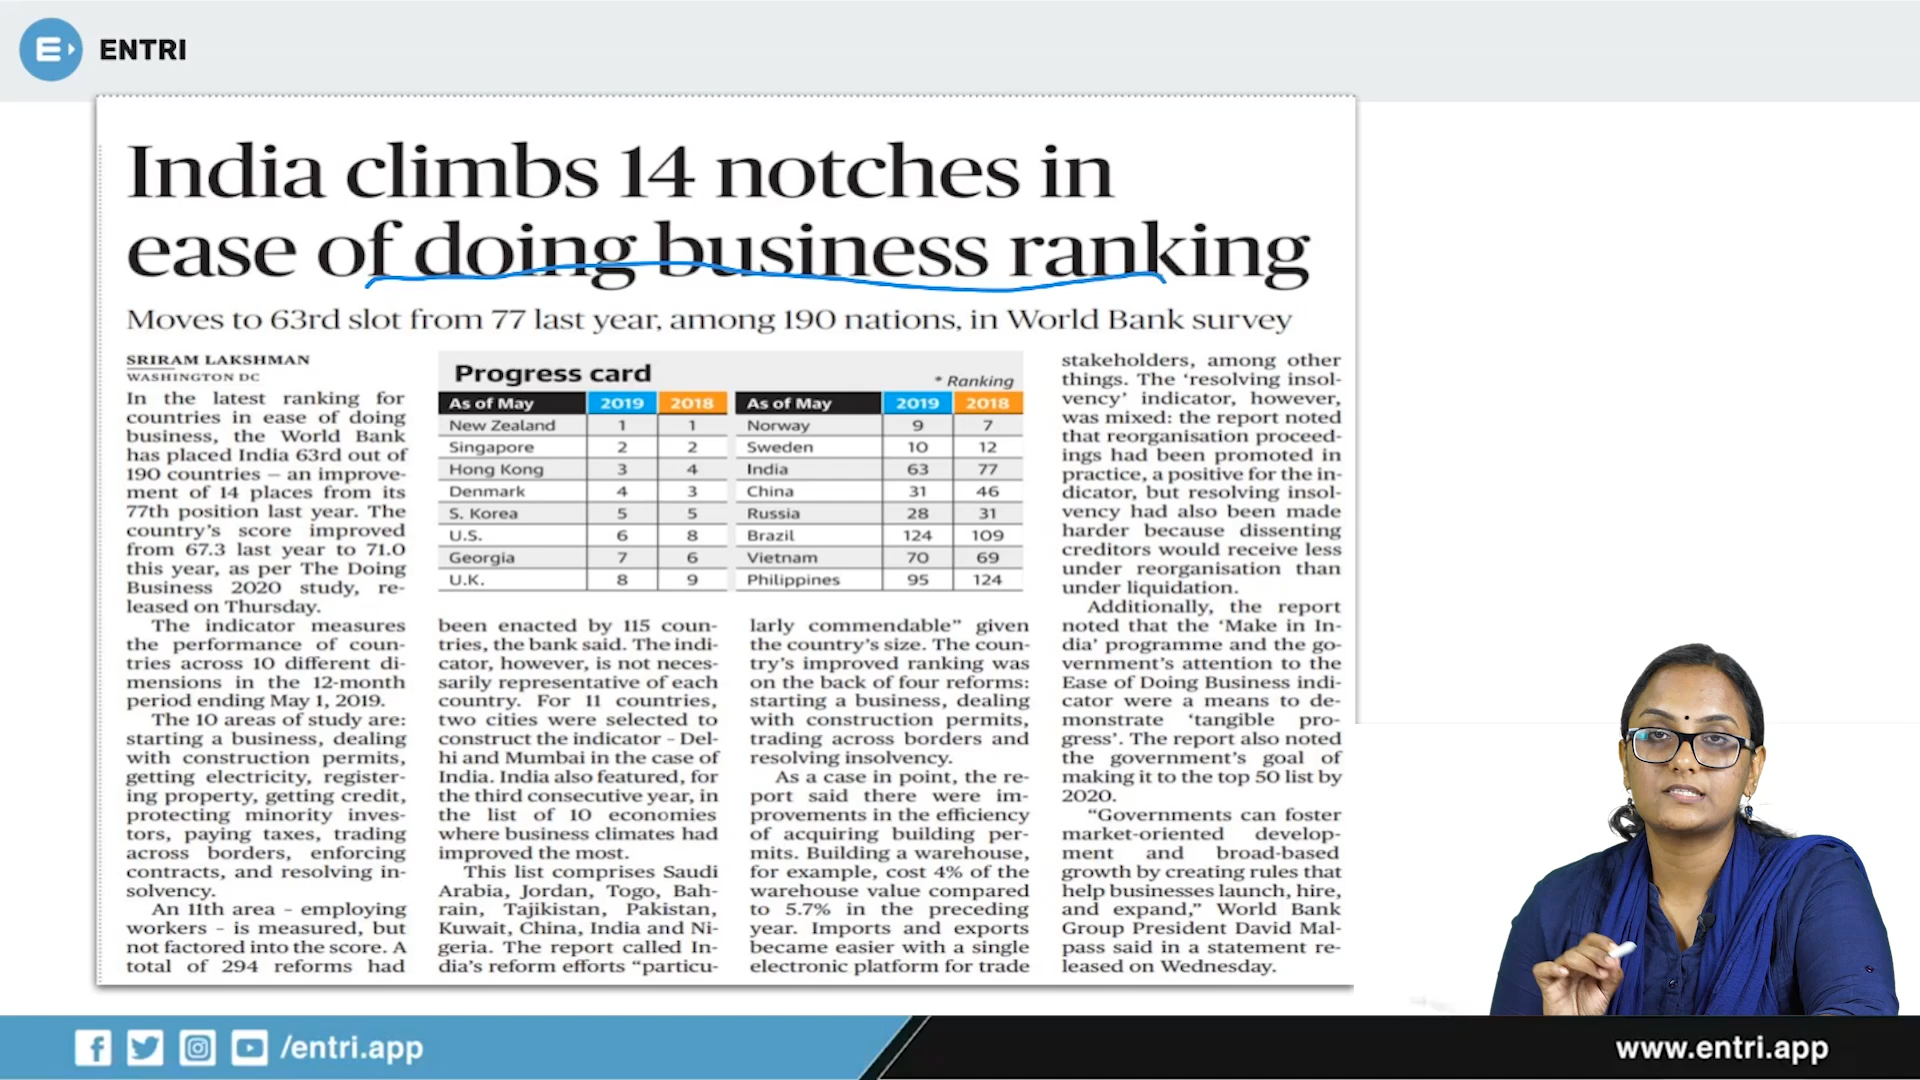 ENTRI
India climbs 14 notches in
ease of doing business ranking
Moves to 63rd slot from 77 last year, among 190 nations, in World Bank survey
SRIRAM LAKSHMAN
WASHINGTON DC
In the latest ranking for
countries in ease of doing
business, the World Bank
has placed India 63rd out of
190 countries – an improve-
ment of 14 places from its
77th position last year. The
country's score improved
from 67.3 last year to 71.0
this year, as per The Doing
Business 2020 study, re-
leased on Thursday.
The indicator measures
the performance of coun-
tries across 10 different di-
mensions in the 12-month
period ending May 1, 2019.
The 10 areas of study are:
starting a business, dealing
with construction permits,
getting electricity, register-
ing property, getting credit,
protecting minority inves-
tors, paying taxes, trading
across borders, enforcing
contracts, and resolving in-
solvency.
An 11th area - employing
workers - is measured, but
not factored into the score. A
total of 294 reforms had
Progress card
* Ranking
As of May 2019 2018 As of May 2019 2018
New Zealand 1 1 Norway 9 7
Singapore 2 2 Sweden 10 12
Hong Kong 3 4 India 63 77
Denmark 4 3 China 31 46
S. Korea 5 5 Russia 28 31
U.S. 6 8 Brazil 124 109
Georgia 7 6 Vietnam 70 69
U.K. 8 9 Philippines 95 124
been enacted by 115 coun-
tries, the bank said. The indi-
cator, however, is not neces-
sarily representative of each
country. For 11 countries,
two cities were selected to
construct the indicator - Del-
hi and Mumbai in the case of
India. India also featured, for
the third consecutive year, in
the list of 10 economies
where business climates had
improved the most.
This list comprises Saudi
Arabia, Jordan, Togo, Bah-
rain, Tajikistan, Pakistan,
Kuwait, China, India and Ni-
geria. The report called In-
dia's reform efforts "particu-
larly commendable" given
the country's size. The coun-
try's improved ranking was
on the back of four reforms:
starting a business, dealing
with construction permits,
trading across borders and
resolving insolvency.
As a case in point, the re-
port said there were im-
provements in the efficiency
of acquiring building per-
mits. Building a warehouse,
for example, cost 4% of the
warehouse value compared
to 5.7% in the preceding
year. Imports and exports
became easier with a single
electronic platform for trade
stakeholders, among other
things. The 'resolving insol-
vency' indicator, however,
was mixed: the report noted
that reorganisation proceed-
ings had been promoted in
practice, a positive for the in-
dicator, but resolving insol-
vency had also been made
harder because dissenting
creditors would receive less
under reorganisation than
under liquidation.
Additionally, the report
noted that the 'Make in In-
dia' programme and the go-
vernment's attention to the
Ease of Doing Business indi-
cator were a means to de-
monstrate 'tangible pro-
gress'. The report also noted
the government's goal of
making it to the top 50 list by
2020.
"Governments can foster
market-oriented develop-
ment and broad-based
growth by creating rules that
help businesses launch, hire,
and expand," World Bank
Group President David Mal-
pass said in a statement re-
leased on Wednesday.
/entri.app
www.entri.app